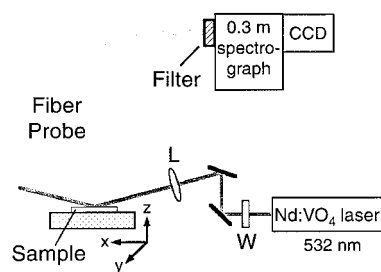 0.3 m
spectro-
graph
CCD
Filter
Fiber
Probe
L
z
x
y
Sample
W
Nd:VO4 laser
532 nm